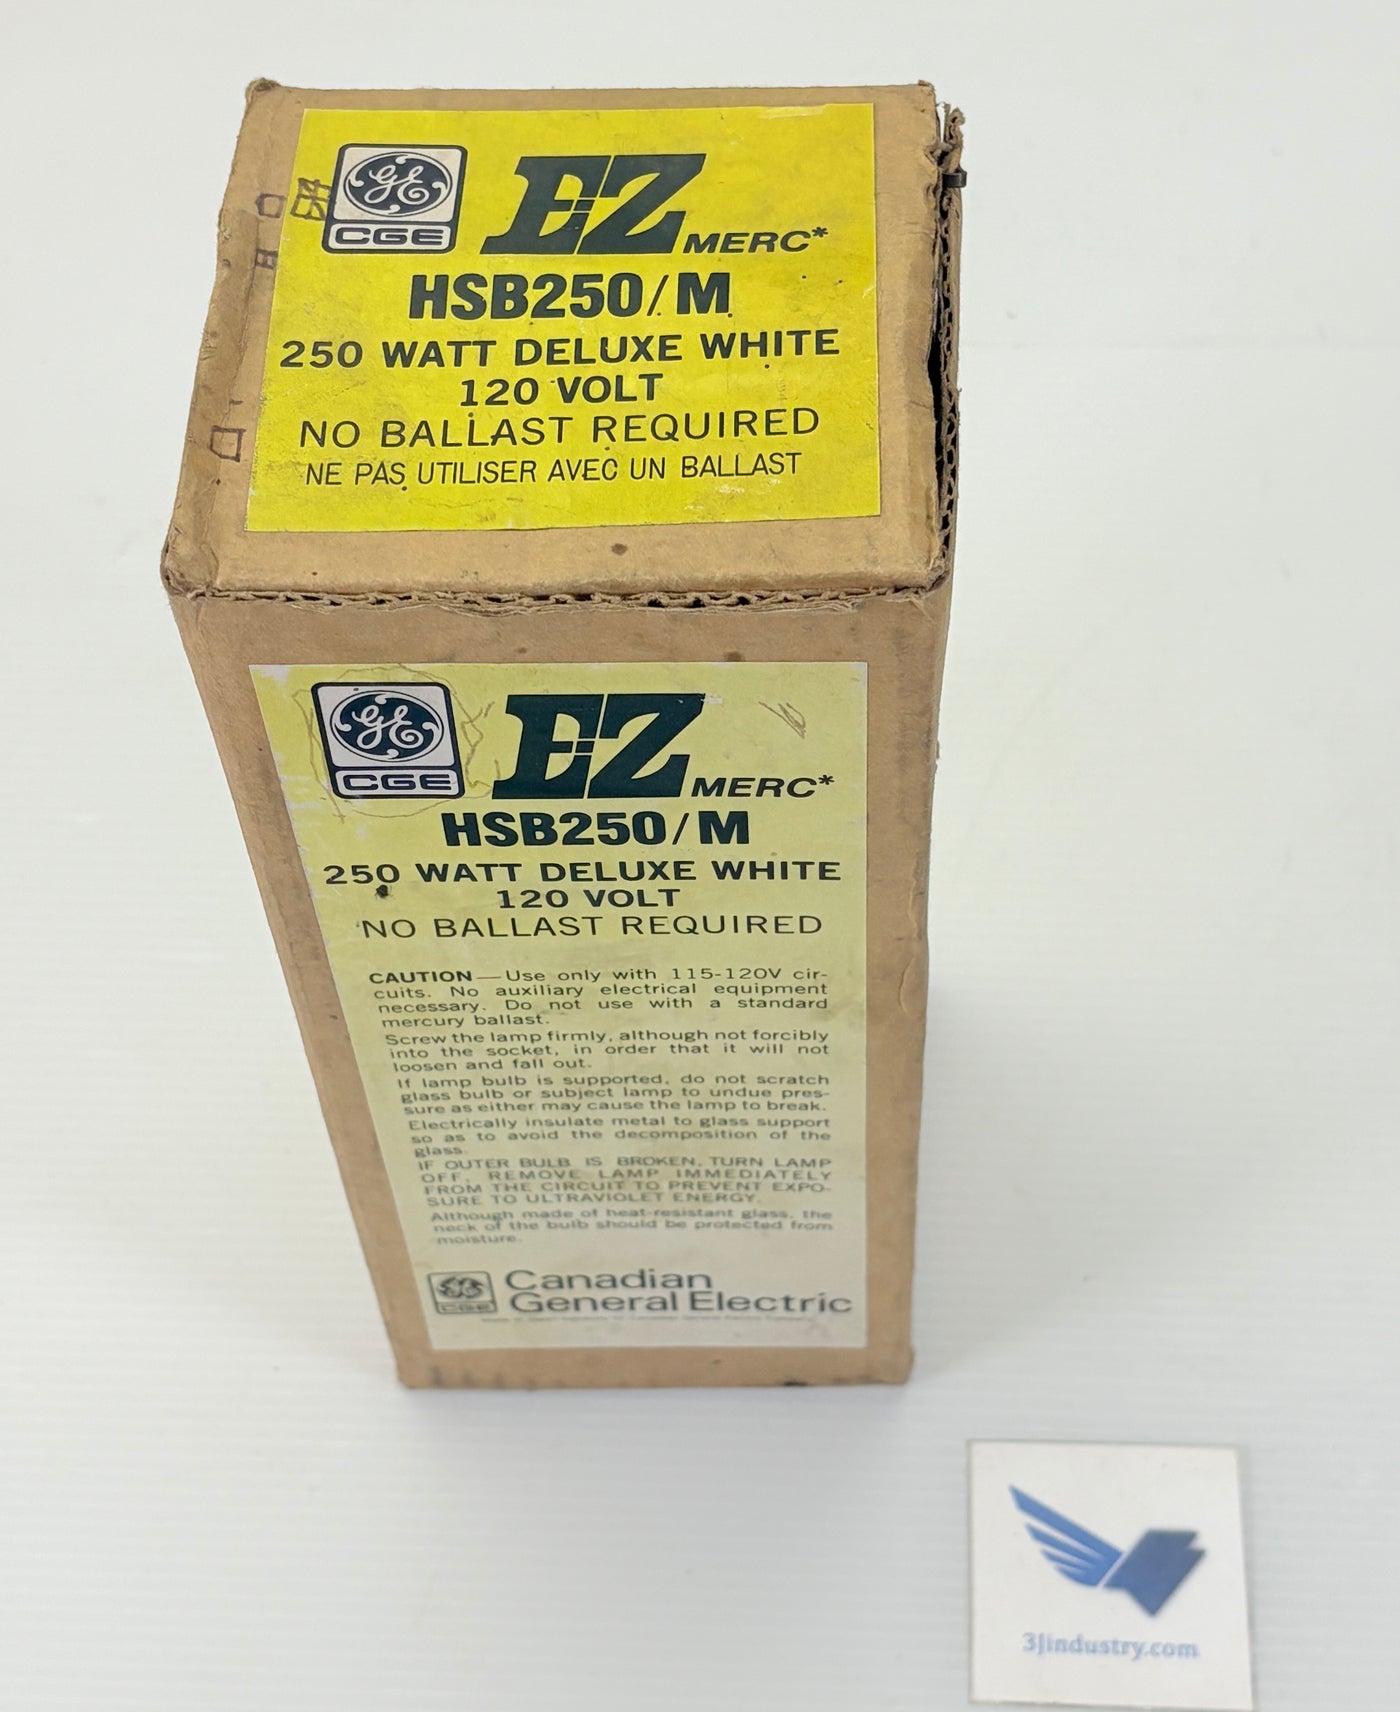 GE
CGE
EZ MERC*
HSB250/M
250 WATT DELUXE WHITE
120 VOLT
NO BALLAST REQUIRED
NE PAS UTILISER AVEC UN BALLAST
GE
CGE
EZ MERC*
HSB250/M
250 WATT DELUXE WHITE
120 VOLT
NO BALLAST REQUIRED
CAUTION—Use only with 115-120V cir-
cuits. No auxiliary electrical equipment
necessary. Do not use with a standard
mercury ballast.
Screw the lamp firmly, although not forcibly
into the socket, in order that it will not
loosen and fall out.
If lamp bulb is supported, do not scratch
glass bulb or subject lamp to undue pres-
sure as either may cause the lamp to break.
Electrically insulate metal to glass support
so as to avoid the decomposition of the
glass.
IF OUTER BULB IS BROKEN, TURN LAMP
OFF, REMOVE LAMP IMMEDIATELY
FROM THE CIRCUIT TO PREVENT EXPO-
SURE TO ULTRAVIOLET ENERGY.
Although made of heat-resistant glass, the
neck of the bulb should be protected from
moisture.
GE
CGE
Canadian
General Electric
3Jindustry.com